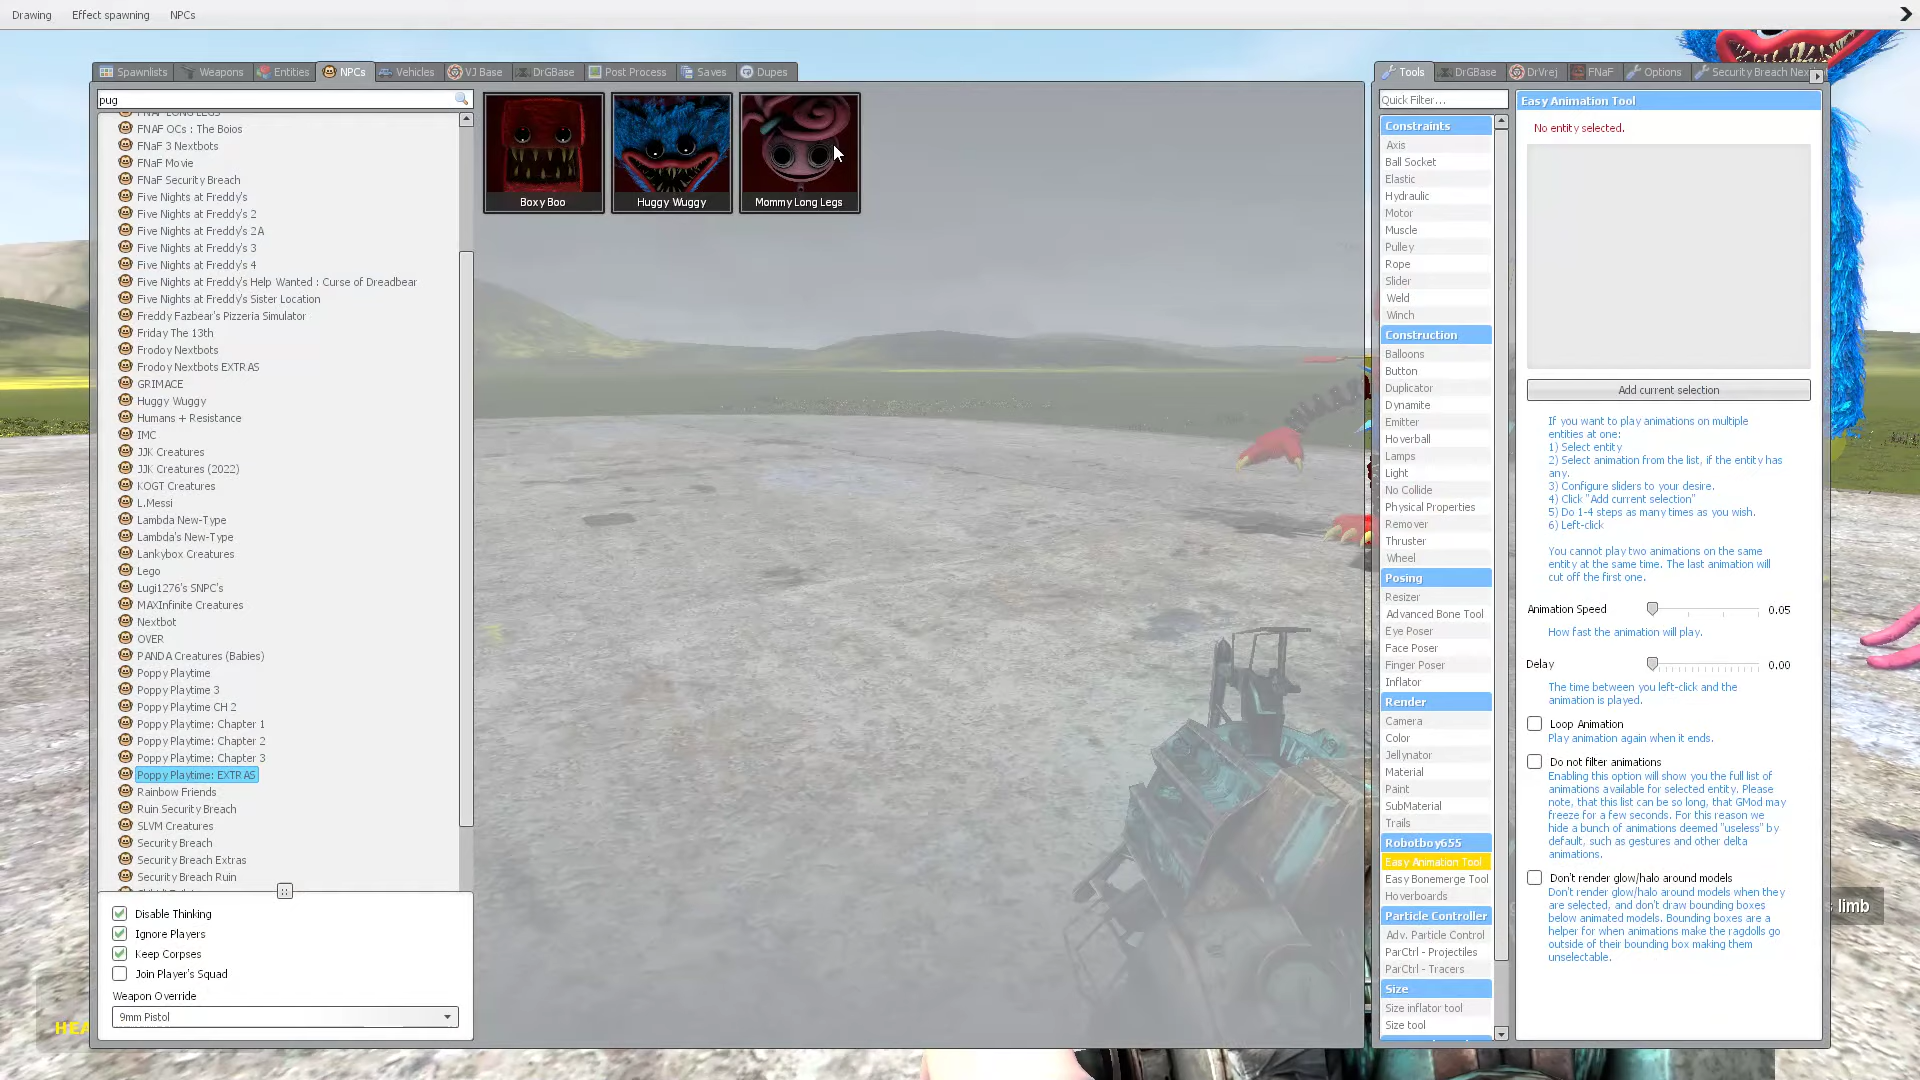 Drawing Effect spawning NPCs
Spawnlists Weapons Entities NPCs Vehicles VJ Base DrGBase Post Process Saves Dupes
pug
FNAF LONG LEGS
FNAF OCs : The Boios
FNaF 3 Nextbots
FNaF Movie
FNaF Security Breach
Five Nights at Freddy's
Five Nights at Freddy's 2
Five Nights at Freddy's 2A
Five Nights at Freddy's 3
Five Nights at Freddy's 4
Five Nights at Freddy's Help Wanted : Curse of Dreadbear
Five Nights at Freddy's Sister Location
Freddy Fazbear's Pizzeria Simulator
Friday The 13th
Frodoy Nextbots
Frodoy Nextbots EXTRAS
GRIMACE
Huggy Wuggy
Humans + Resistance
IMC
JJK Creatures
JJK Creatures (2022)
KOGT Creatures
L.Messi
Lambda New-Type
Lambda's New-Type
Lankybox Creatures
Lego
Lugi1276's SNPC's
MAXInfinite Creatures
Nextbot
OVER
PANDA Creatures (Babies)
Poppy Playtime
Poppy Playtime 3
Poppy Playtime CH 2
Poppy Playtime: Chapter 1
Poppy Playtime: Chapter 2
Poppy Playtime: Chapter 3
Poppy Playtime: EXTRAS
Rainbow Friends
Ruin Security Breach
SLVM Creatures
Security Breach
Security Breach Extras
Security Breach Ruin
Disable Thinking
Ignore Players
Keep Corpses
Join Player's Squad
Weapon Override
9mm Pistol
HEA
Boxy Boo Huggy Wuggy Mommy Long Legs
Tools DrGBase DrVrej FNaF Options Security Breach
Quick Filter...
Constraints
Axis
Ball Socket
Elastic
Hydraulic
Motor
Muscle
Pulley
Rope
Slider
Weld
Winch
Construction
Balloons
Button
Duplicator
Dynamite
Emitter
Hoverball
Lamps
Light
No Collide
Physical Properties
Remover
Thruster
Wheel
Posing
Resizer
Advanced Bone Tool
Eye Poser
Face Poser
Finger Poser
Inflator
Render
Camera
Color
Jellynator
Material
Paint
SubMaterial
Trails
Robotboy655
Easy Animation Tool
Easy Bonemerge Tool
Hoverboards
Particle Controller
Adv. Particle Control
ParCtrl - Projectiles
ParCtrl - Tracers
Size
Size inflator tool
Size tool
Easy Animation Tool
No entity selected.
Add current selection
If you want to play animations on multiple
entities at one:
1) Select entity
2) Select animation from the list, if the entity has
any.
3) Configure sliders to your desire.
4) Click "Add current selection"
5) Do 1-4 steps as many times as you wish.
6) Left-click
You cannot play two animations on the same
entity at the same time. The last animation will
cut off the first one.
Animation Speed 0.05
How fast the animation will play.
Delay 0.00
The time between you left-click and the
animation is played.
Loop Animation
Play animation again when it ends.
Do not filter animations
Enabling this option will show you the full list of
animations available for selected entity. Please
note, that this list can be so long, that GMod may
freeze for a few seconds. For this reason we
hide a bunch of animations deemed "useless" by
default, such as gestures and other delta
animations.
Don't render glow/halo around models
Don't render glow/halo around models when they
are selected, and don't draw bounding boxes
below animated models. Bounding boxes are a
helper for when animations make the ragdolls go
outside of their bounding box making them
unselectable.
limb